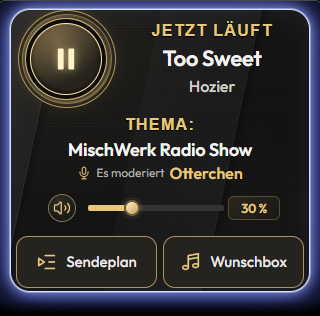 JETZT LÄUFT
Too Sweet
Hozier
THEMA:
MischWerk Radio Show
Es moderiert Otterchen
30 %
Sendeplan
Wunschbox